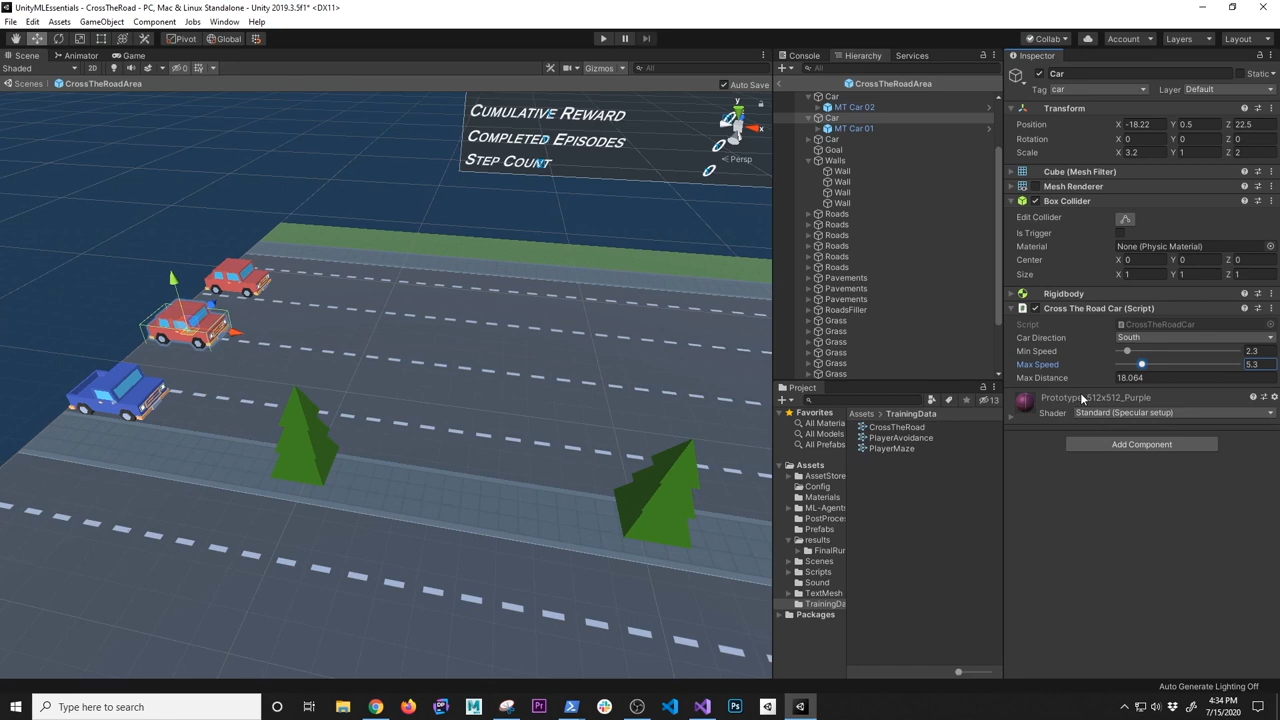 UnityMLEssentials - CrossTheRoad - PC, Mac & Linux Standalone - Unity 2019.3.5f1* <DX11>
File Edit Assets GameObject Component Jobs Window Help
Pivot Global Collab Account Layers Layout
Scene Animator Game
Shaded 2D 0 Gizmos All
Scenes CrossTheRoadArea Auto Save
CUMULATIVE REWARD
COMPLETED EPISODES
STEP COUNT
y
x
Persp
Console Hierarchy Services
All
CrossTheRoadArea
Car
MT Car 02
Car
MT Car 01
Car
Goal
Walls
Wall
Wall
Wall
Wall
Roads
Roads
Roads
Roads
Roads
Roads
Pavements
Pavements
Pavements
RoadsFiller
Grass
Grass
Grass
Grass
Grass
Grass
Project
13
Favorites
All Materia
All Models
All Prefabs
Assets
AssetStore
Config
Materials
ML-Agents
PostProces
Prefabs
results
FinalRun
Scenes
Scripts
Sound
TextMesh
TrainingDa
Packages
Assets TrainingData
CrossTheRoad
PlayerAvoidance
PlayerMaze
Inspector
Car Static
Tag car Layer Default
Transform
Position X -18.22 Y 0.5 Z 22.5
Rotation X 0 Y 0 Z 0
Scale X 3.2 Y 1 Z 2
Cube (Mesh Filter)
Mesh Renderer
Box Collider
Edit Collider
Is Trigger
Material None (Physic Material)
Center X 0 Y 0 Z 0
Size X 1 Y 1 Z 1
Rigidbody
Cross The Road Car (Script)
Script CrossTheRoadCar
Car Direction South
Min Speed 2.3
Max Speed 5.3
Max Distance 18.064
Prototype_512x512_Purple
Shader Standard (Specular setup)
Add Component
Auto Generate Lighting Off
Type here to search
4:34 PM
7/15/2020